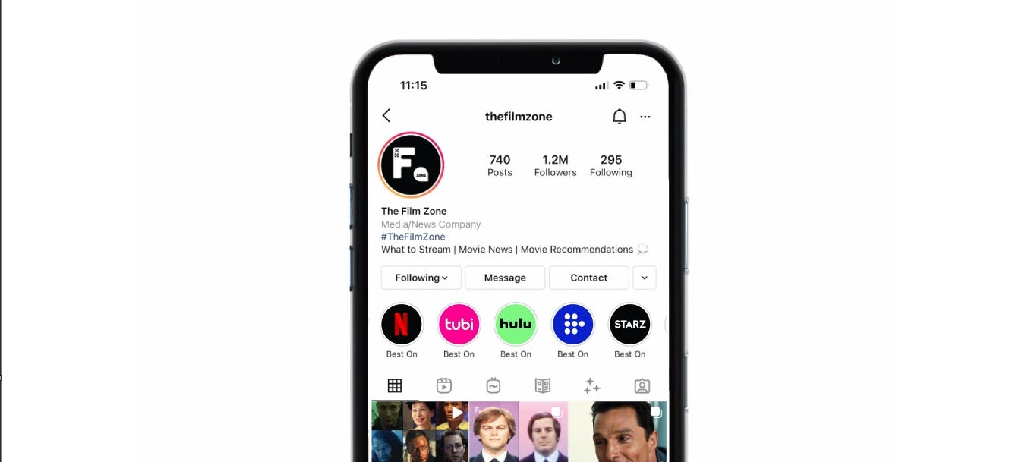 11:15
thefilmzone
F
740 1.2M 295
Posts Followers Following
The Film Zone
Media/News Company
#TheFilmZone
What to Stream | Movie News | Movie Recommendations
Following Message Contact
N tubi hulu STARZ
Best On Best On Best On Best On Best On